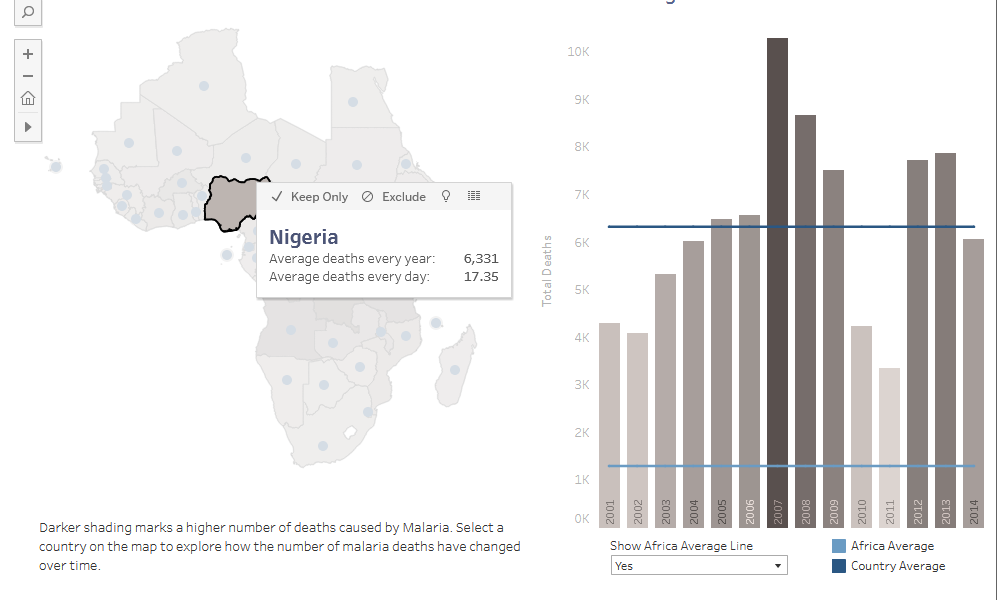 Keep Only Exclude
Nigeria
Average deaths every year: 6,331
Average deaths every day: 17.35
Darker shading marks a higher number of deaths caused by Malaria. Select a
country on the map to explore how the number of malaria deaths have changed
over time.
Total Deaths
10K
9K
8K
7K
6K
5K
4K
3K
2K
1K
0K
2001 2002 2003 2004 2005 2006 2007 2008 2009 2010 2011 2012 2013 2014
Show Africa Average Line
Yes
Africa Average
Country Average